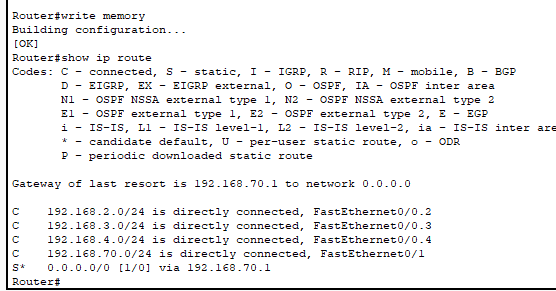 Router#write memory
Building configuration...
[OK]
Router#show ip route
Codes: C - connected, S - static, I - IGRP, R - RIP, M - mobile, B - BGP
D - EIGRP, EX - EIGRP external, O - OSPF, IA - OSPF inter area
N1 - OSPF NSSA external type 1, N2 - OSPF NSSA external type 2
E1 - OSPF external type 1, E2 - OSPF external type 2, E - EGP
i - IS-IS, L1 - IS-IS level-1, L2 - IS-IS level-2, ia - IS-IS inter are
* - candidate default, U - per-user static route, o - ODR
P - periodic downloaded static route
Gateway of last resort is 192.168.70.1 to network 0.0.0.0
C 192.168.2.0/24 is directly connected, FastEthernet0/0.2
C 192.168.3.0/24 is directly connected, FastEthernet0/0.3
C 192.168.4.0/24 is directly connected, FastEthernet0/0.4
C 192.168.70.0/24 is directly connected, FastEthernet0/1
S* 0.0.0.0/0 [1/0] via 192.168.70.1
Router#